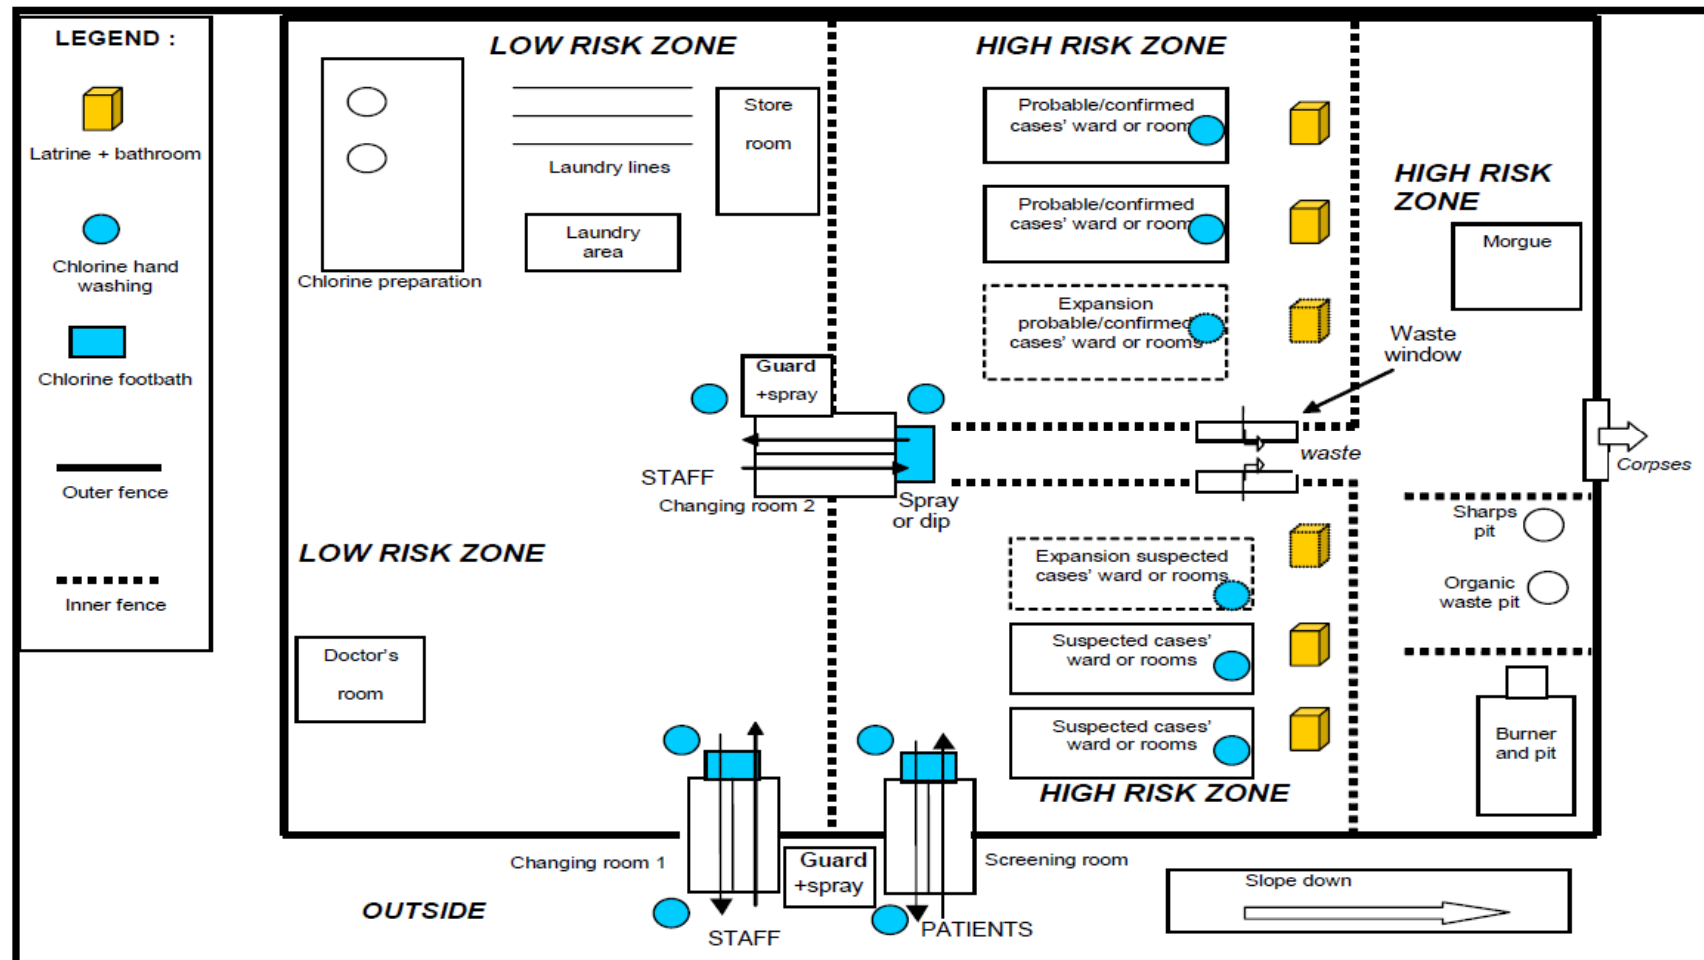 LEGEND :
Latrine + bathroom
Chlorine hand
washing
Chlorine footbath
Outer fence
Inner fence
LOW RISK ZONE
Chlorine preparation
Laundry lines
Laundry
area
Store
room
HIGH RISK ZONE
Probable/confirmed
cases' ward or room
Probable/confirmed
cases' ward or room
Expansion
probable/confirmed
cases' ward or rooms
HIGH RISK
ZONE
Morgue
Waste
window
waste
Corpses
Guard
+spray
STAFF
Changing room 2
Spray
or dip
Sharps
pit
Organic
waste pit
LOW RISK ZONE
Expansion suspected
cases' ward or rooms
Suspected cases'
ward or rooms
Suspected cases'
ward or rooms
HIGH RISK ZONE
Burner
and pit
Doctor's
room
Changing room 1
Guard
+spray
Screening room
OUTSIDE
STAFF
PATIENTS
Slope down